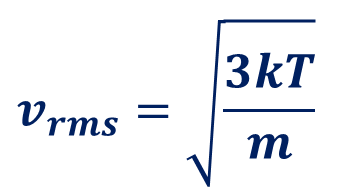 v_rms = √(3kT/m)